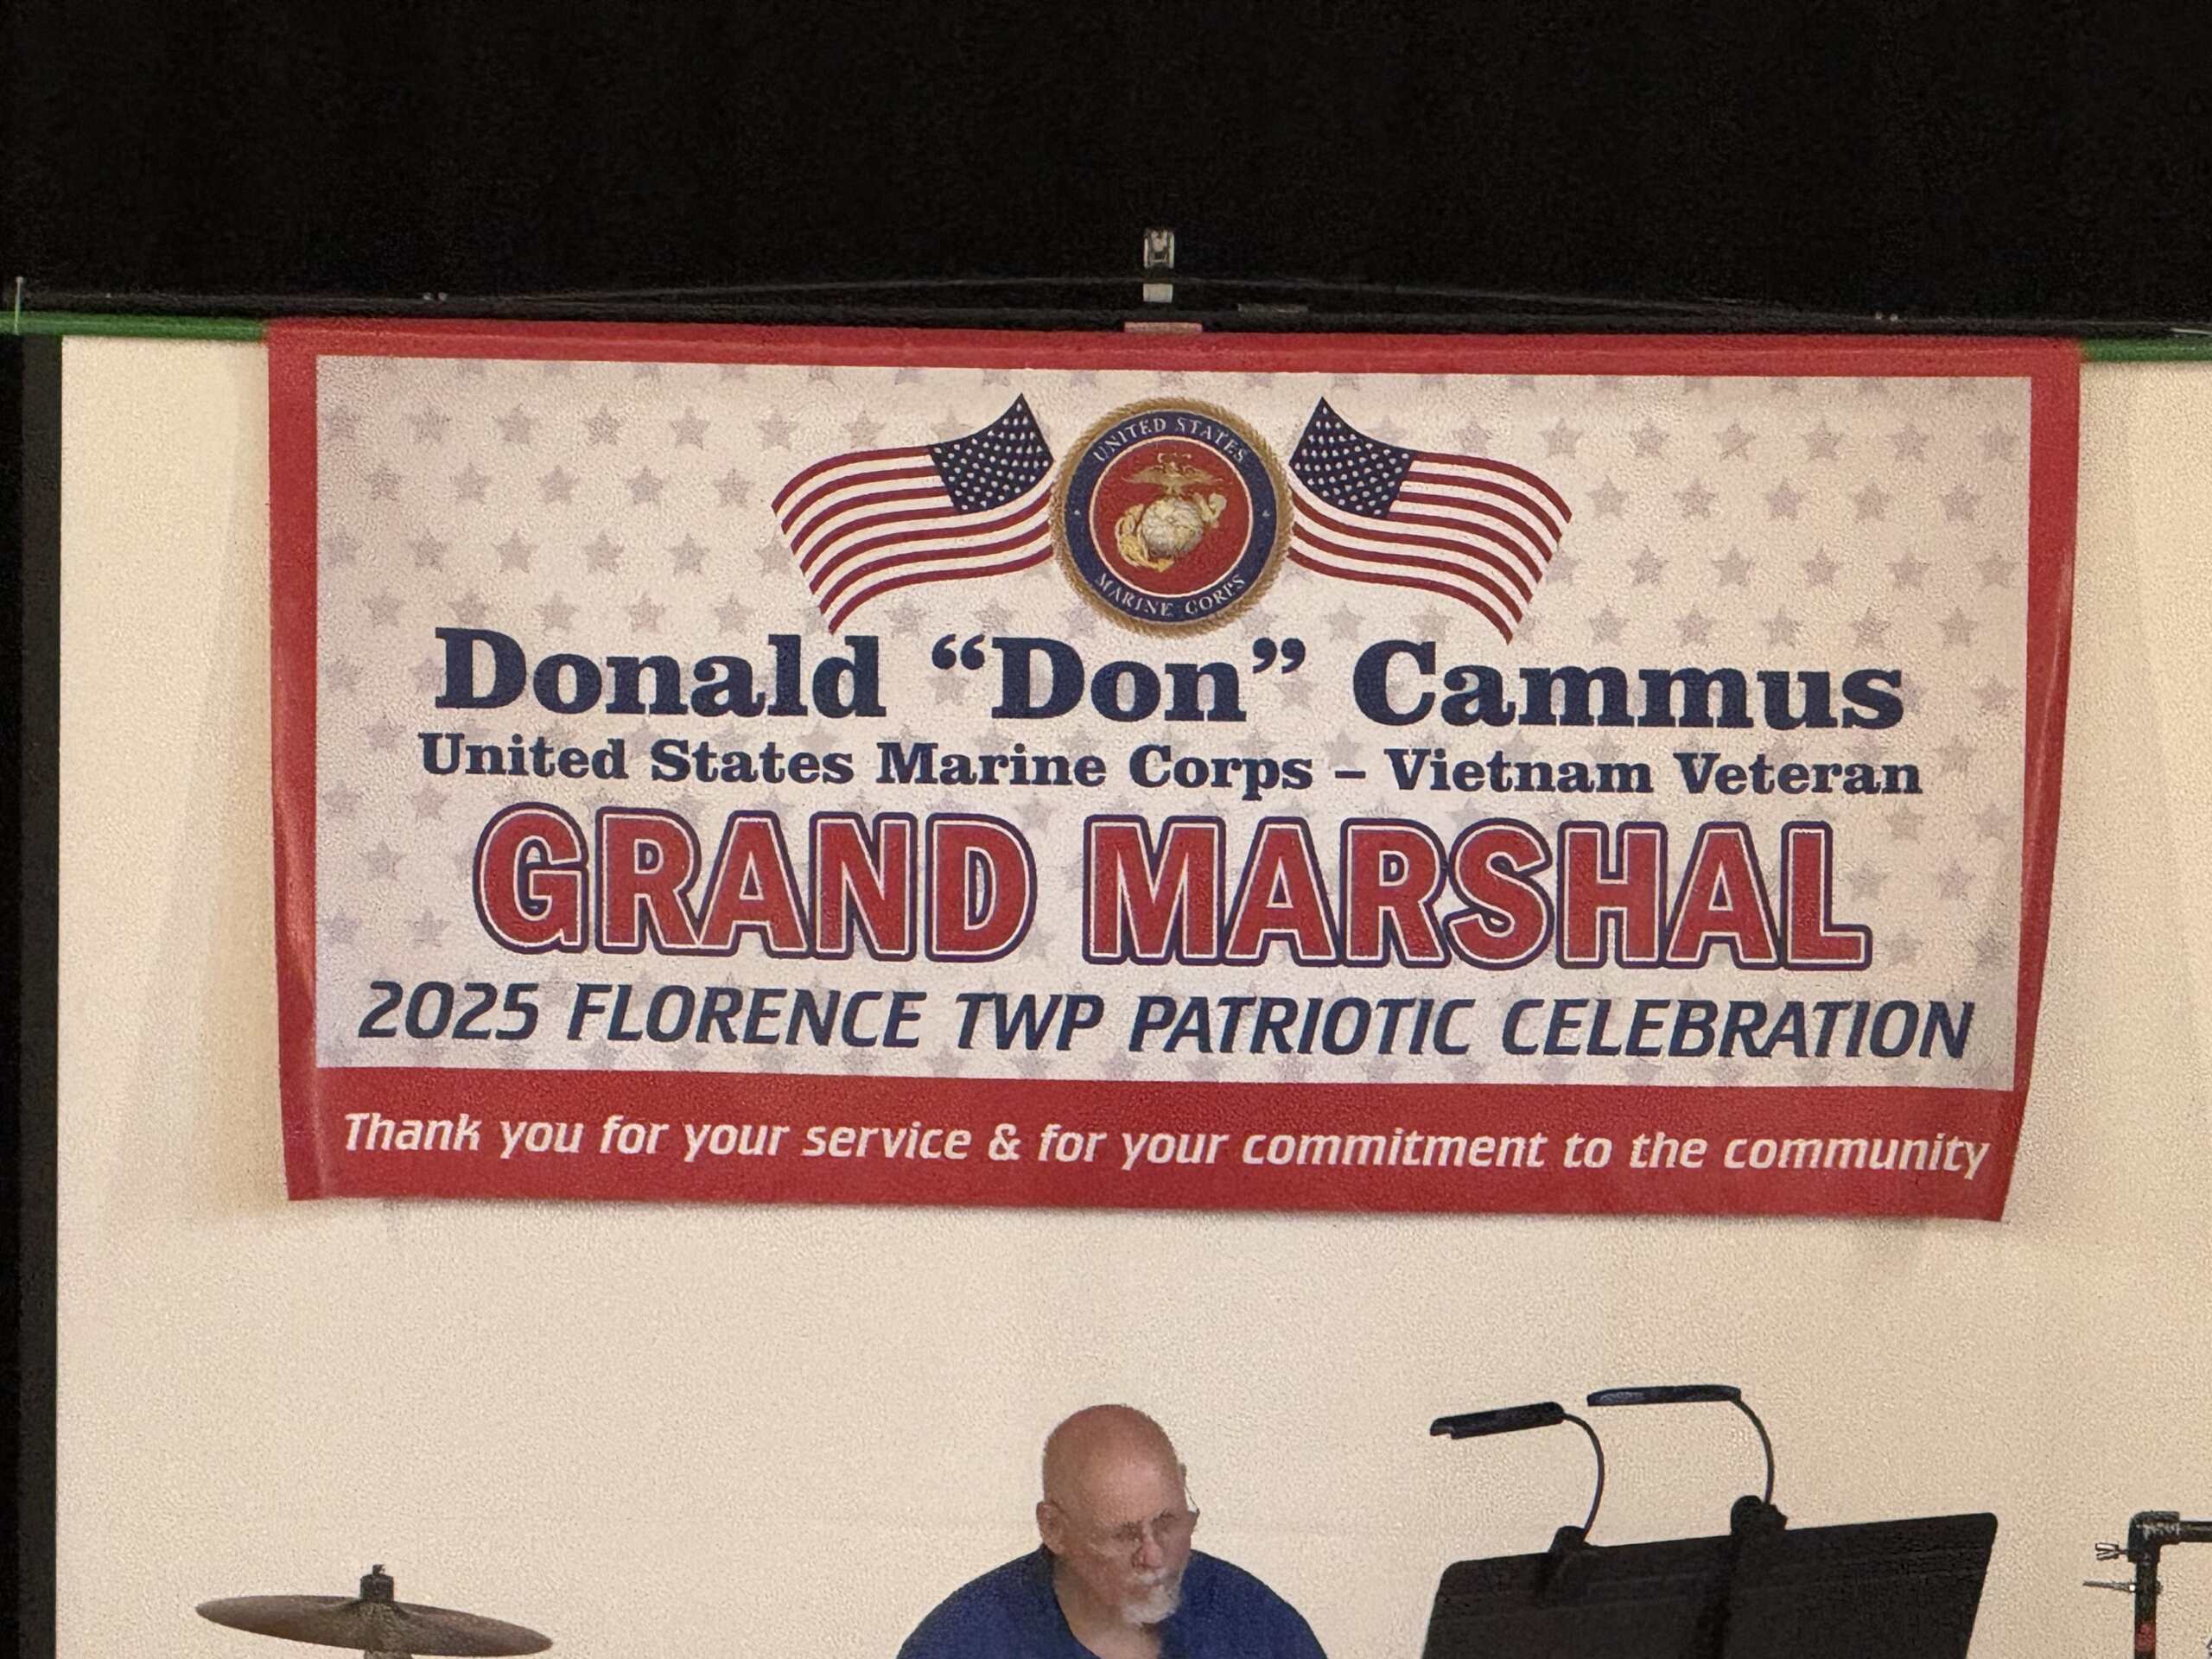 UNITED STATES
MARINE CORPS
Donald “Don” Cammus
United States Marine Corps – Vietnam Veteran
GRAND MARSHAL
2025 FLORENCE TWP PATRIOTIC CELEBRATION
Thank you for your service & for your commitment to the community